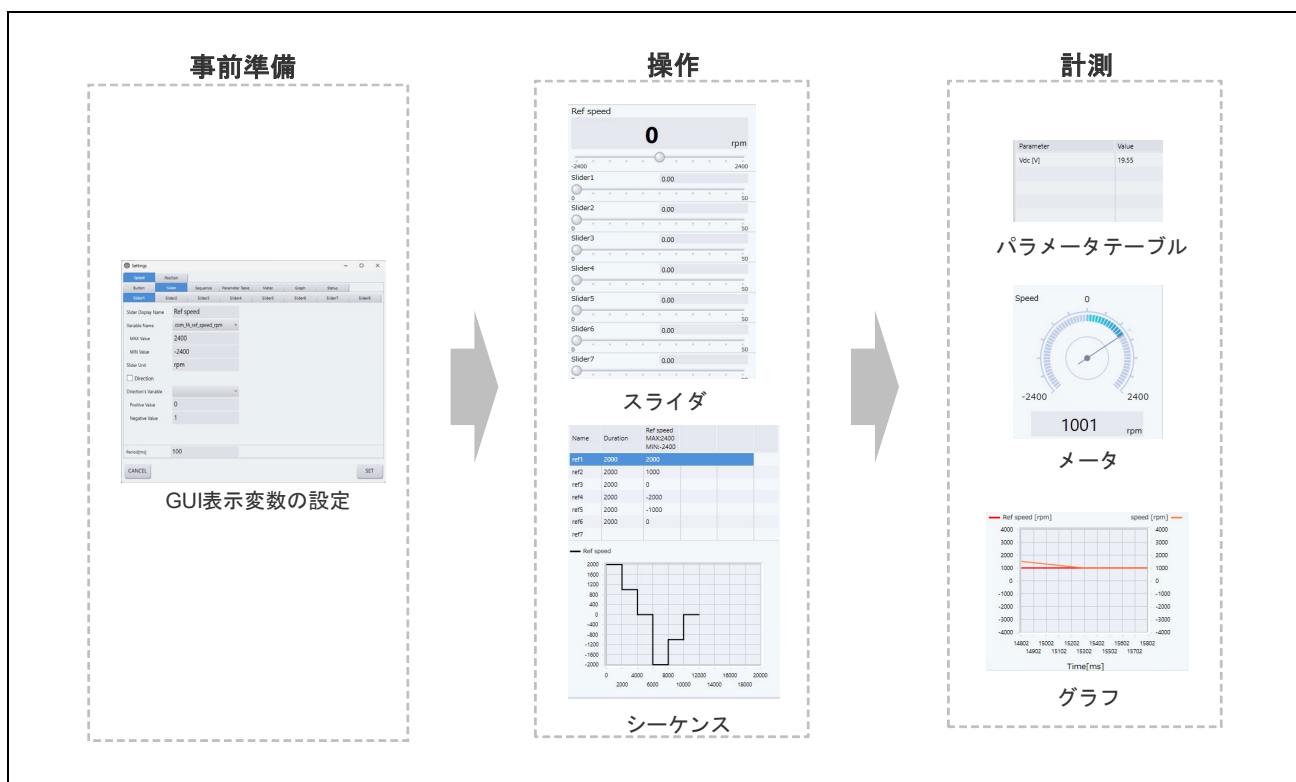 事前準備
Settings
Speed Position
Button Slider Sequence Parameter Table Meter Graph Status
Slider1 Slider2 Slider3 Slider4 Slider5 Slider6 Slider7 Slider8
Slider Display Name Ref speed
Variable Name com_f4_ref_speed_rpm
MAX Value 2400
MIN Value -2400
Slider Unit rpm
Direction
Direction's Variable
Positive Value 0
Negative Value 1
Period[ms] 100
CANCEL SET
GUI表示変数の設定
操作
Ref speed
0 rpm
-2400 2400
Slider1 0.00
0 50
Slider2 0.00
0 50
Slider3 0.00
0 50
Slider4 0.00
0 50
Slider5 0.00
0 50
Slider6 0.00
0 50
Slider7 0.00
0 50
スライダ
Name Duration Ref speed
MAX:2400
MIN:-2400
ref1 2000 2000
ref2 2000 1000
ref3 2000 0
ref4 2000 -2000
ref5 2000 -1000
ref6 2000 0
ref7
Ref speed
2000
1600
1200
800
400
0
-400
-800
-1200
-1600
-2000
0 4000 8000 12000 16000 20000
2000 6000 10000 14000 18000
シーケンス
計測
Parameter Value
Vdc [V] 19.55
パラメータテーブル
Speed 0
-2400 2400
1001 rpm
メータ
Ref speed [rpm] speed [rpm]
4000 4000
3000 3000
2000 2000
1000 1000
0 0
-1000 -1000
-2000 -2000
-3000 -3000
-4000 -4000
14802 15002 15202 15402 15602 15802
14902 15102 15302 15502 15702
Time[ms]
グラフ